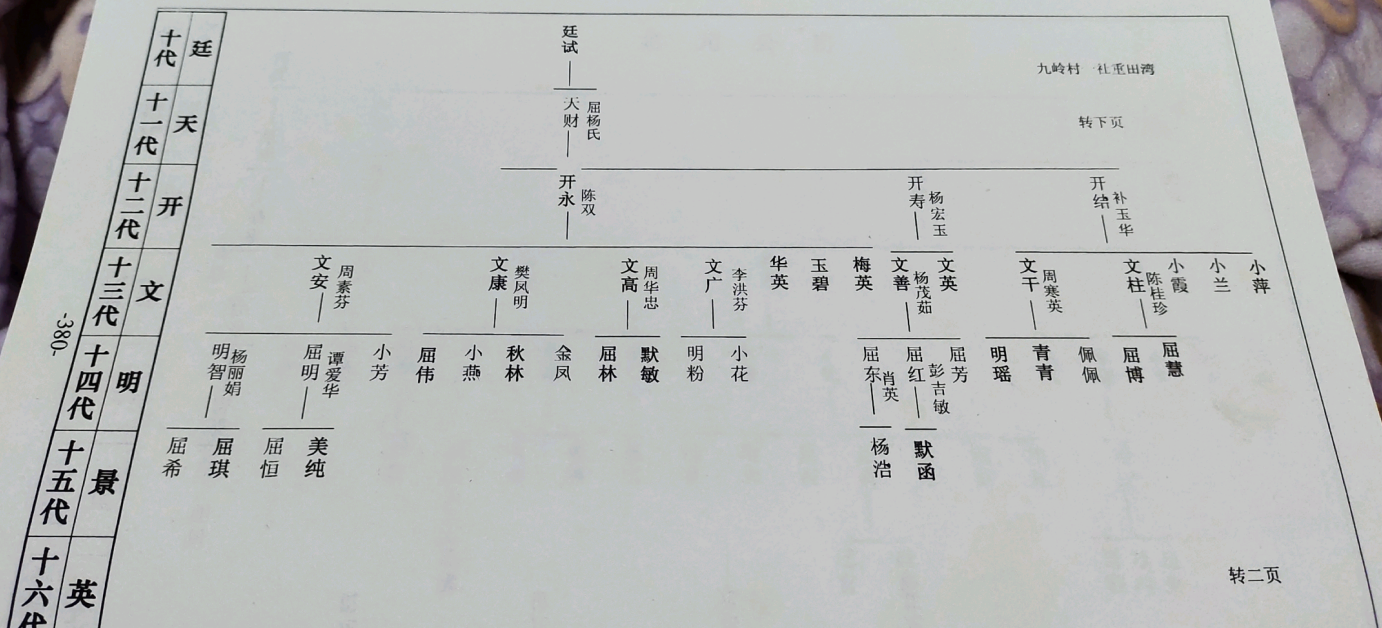 十代 廷
十一代 天
十二代 开
十三代 文
十四代 明
十五代 景
十六代 英
-380-
廷试
九岭村 一社重田湾
天财 屈杨氏
转下页
开永 陈双
开寿 杨宏玉
开绪 补玉华
文安 周素芬
文康 樊凤明
文高 周华忠
文广 李洪芬
华英
玉碧
梅英
文善 杨茂茹
文英
文干 周寒英
文柱 陈桂珍
小霞
小兰
小萍
明智 杨丽娟
屈明 谭爱华
小芳
屈伟
小燕
秋林
金凤
屈林
默敏
明粉
小花
屈东 肖英
屈红 彭吉敏
屈芳
明瑶
青青
佩佩
屈博
屈慧
屈希
屈琪
屈恒
美纯
杨浩
默函
转二页